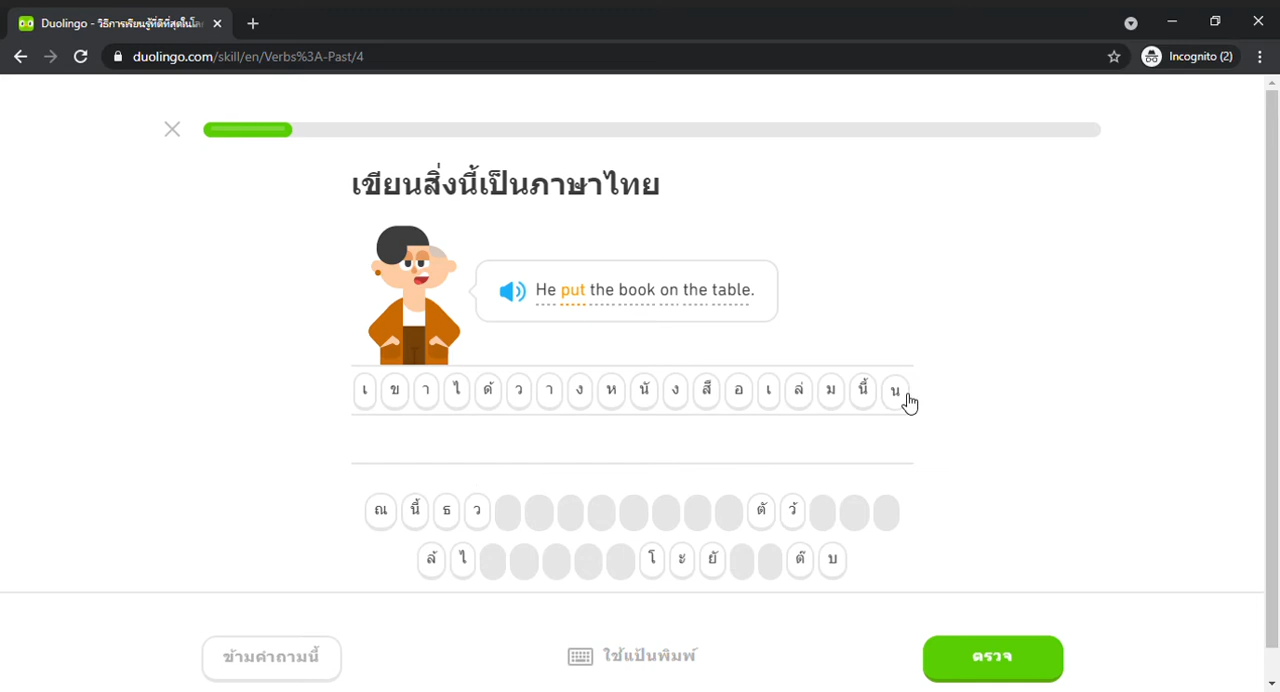 Duolingo - วิธีการเรียนรู้ที่ดีที่สุดในโล
duolingo.com/skill/en/Verbs%3A-Past/4
Incognito (2)
เขียนสิ่งนี้เป็นภาษาไทย
He put the book on the table.
เ ข า ไ ด้ ว า ง ห นั ง สื อ เ ล่ ม นี้ น
ณ นี้ ธ ว ตั ว้
ล้ ไ โ ะ ยั ต๊ บ
ข้ามคำถามนี้
ใช้แป้นพิมพ์
ตรวจ